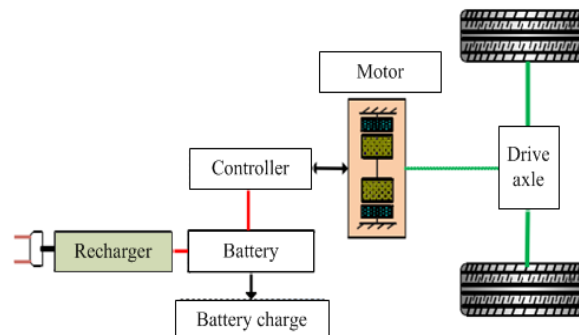 Motor
Controller
Drive
axle
Recharger
Battery
Battery charge